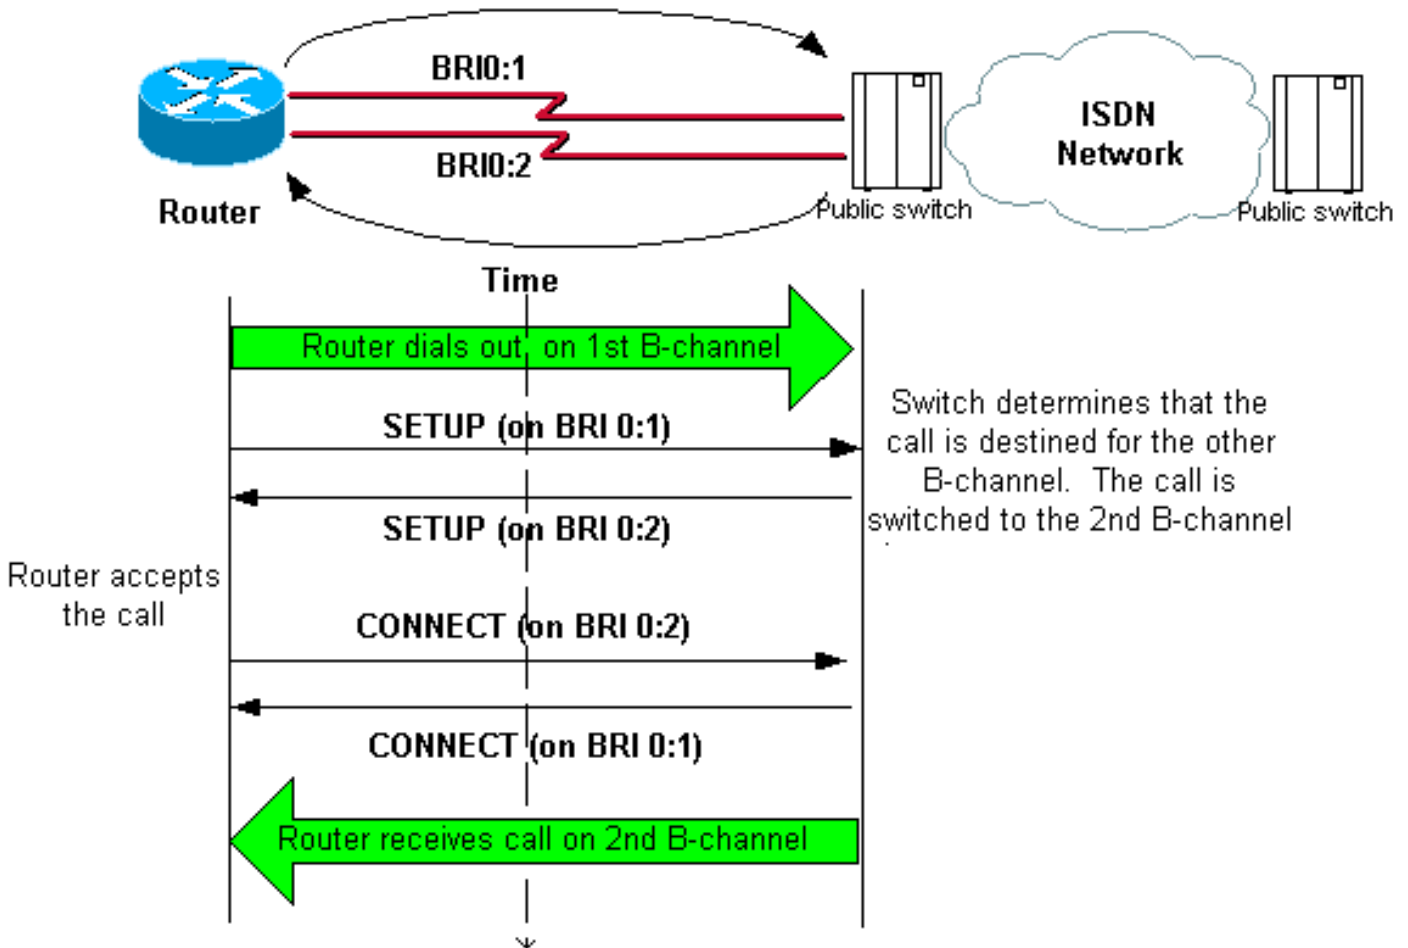 BRI0:1
BRI0:2
Router
ISDN
Network
Public switch
Public switch
Time
Router dials out on 1st B-channel
SETUP (on BRI 0:1)
Switch determines that the
call is destined for the other
B-channel. The call is
switched to the 2nd B-channel
SETUP (on BRI 0:2)
Router accepts
the call
CONNECT (on BRI 0:2)
CONNECT (on BRI 0:1)
Router receives call on 2nd B-channel